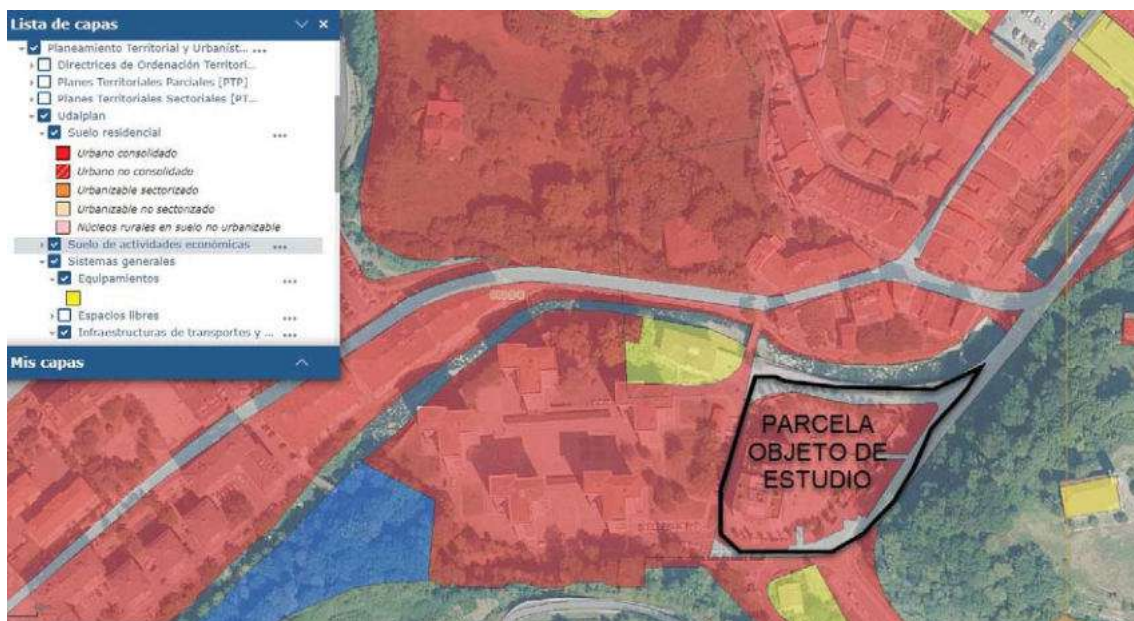 Lista de capas
Planeamiento Territorial y Urbaníst... ...
Directrices de Ordenación Territori...
Planes Territoriales Parciales [PTP]
Planes Territoriales Sectoriales [PT...
Udalplan
Suelo residencial ...
Urbano consolidado
Urbano no consolidado
Urbanizable sectorizado
Urbanizable no sectorizado
Núcleos rurales en suelo no urbanizable
Suelo de actividades económicas ...
Sistemas generales
Equipamientos ...
Espacios libres ...
Infraestructuras de transportes y ... ...
Mis capas
PARCELA
OBJETO DE
ESTUDIO